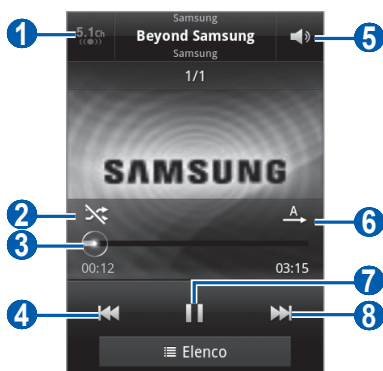 Samsung
1
5.1ch
Beyond Samsung
5
Samsung
1/1
SAMSUNG
2
A
6
3
00:12
03:15
7
4
8
Elenco